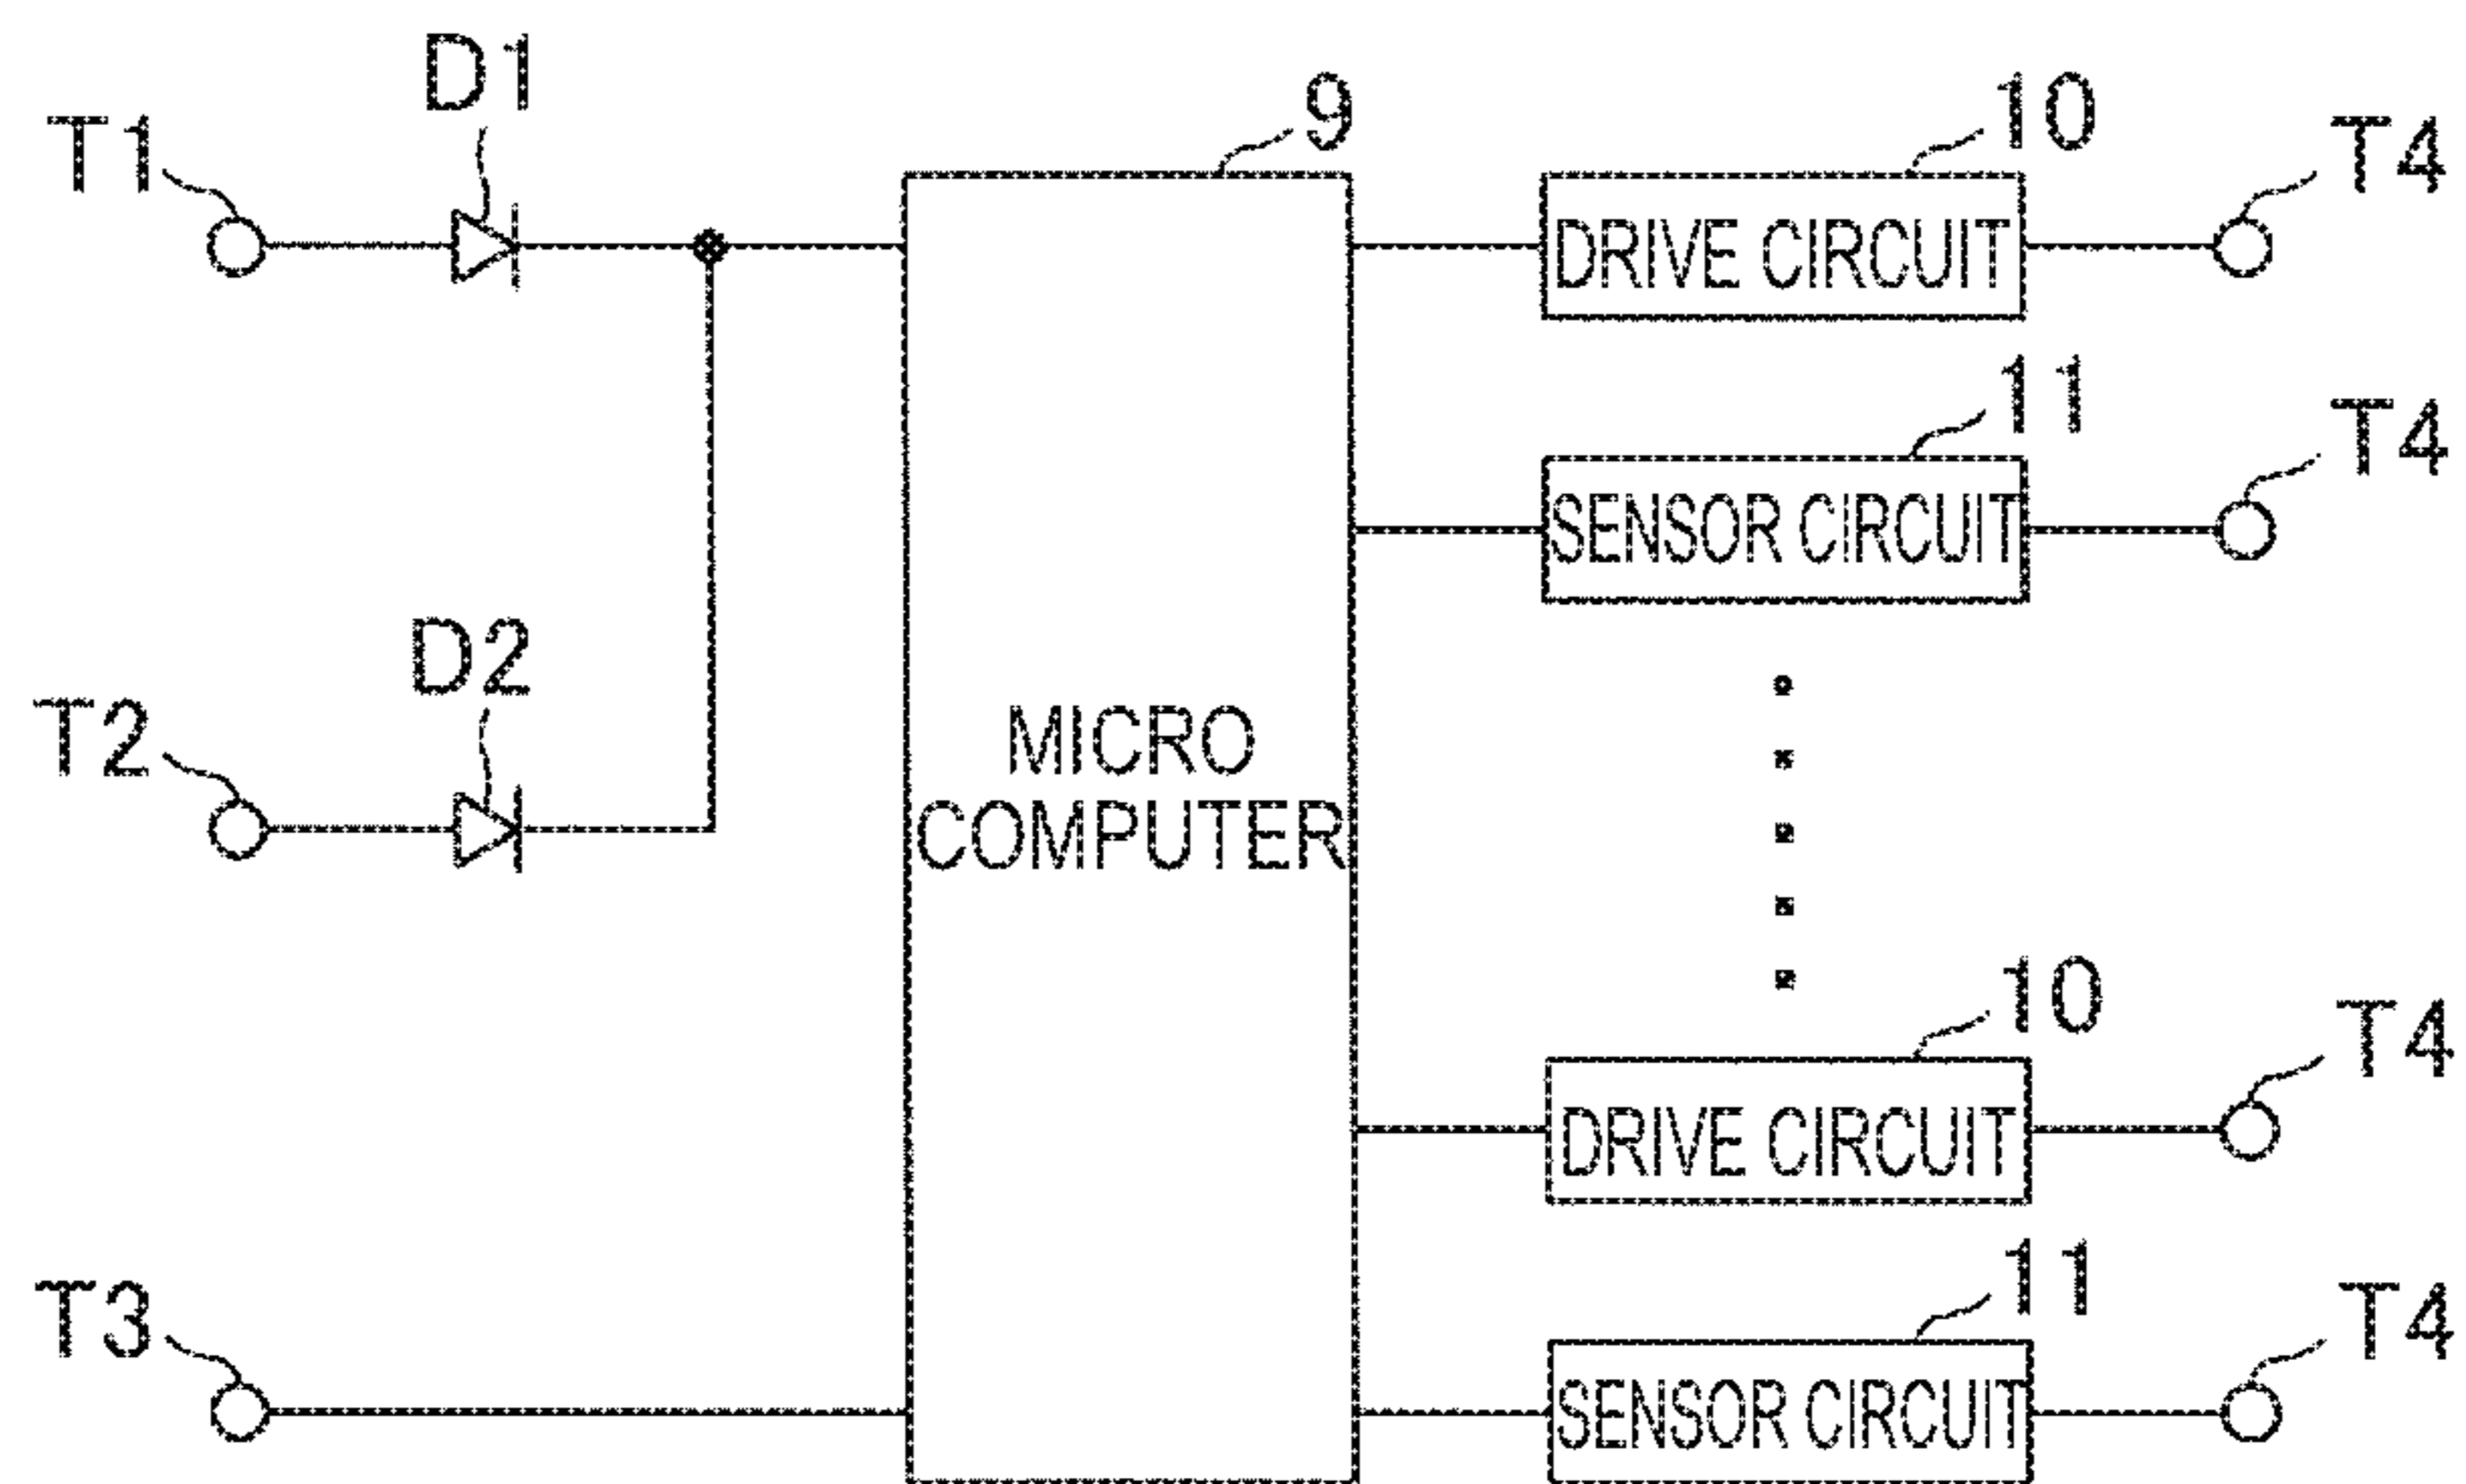 D1
T1
9
10
T4
DRIVE CIRCUIT
11
T4
SENSOR CIRCUIT
D2
T2
MICRO
COMPUTER
10
T4
DRIVE CIRCUIT
11
T3
T4
SENSOR CIRCUIT